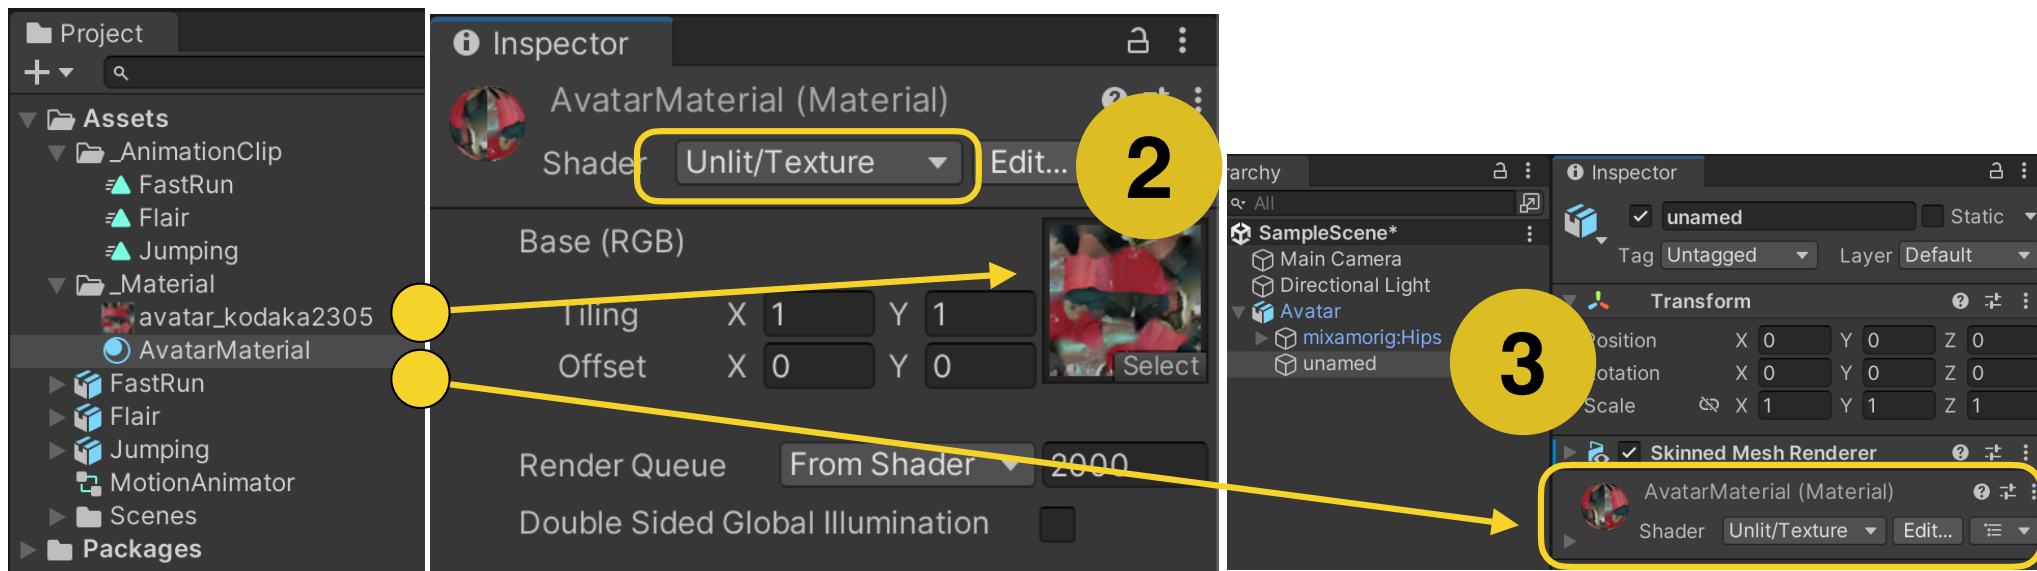 Project
Assets
_AnimationClip
FastRun
Flair
Jumping
_Material
avatar_kodaka2305
AvatarMaterial
FastRun
Flair
Jumping
MotionAnimator
Scenes
Packages
Inspector
AvatarMaterial (Material)
Shader Unlit/Texture Edit...
2
Base (RGB)
Tiling X 1 Y 1
Offset X 0 Y 0
Select
Render Queue From Shader 2000
Double Sided Global Illumination
rarchy
All
SampleScene*
Main Camera
Directional Light
Avatar
mixamorig:Hips
unamed
3
Inspector
unamed Static
Tag Untagged Layer Default
Transform
Position X 0 Y 0 Z 0
otation X 0 Y 0 Z 0
Scale X 1 Y 1 Z 1
Skinned Mesh Renderer
AvatarMaterial (Material)
Shader Unlit/Texture Edit...